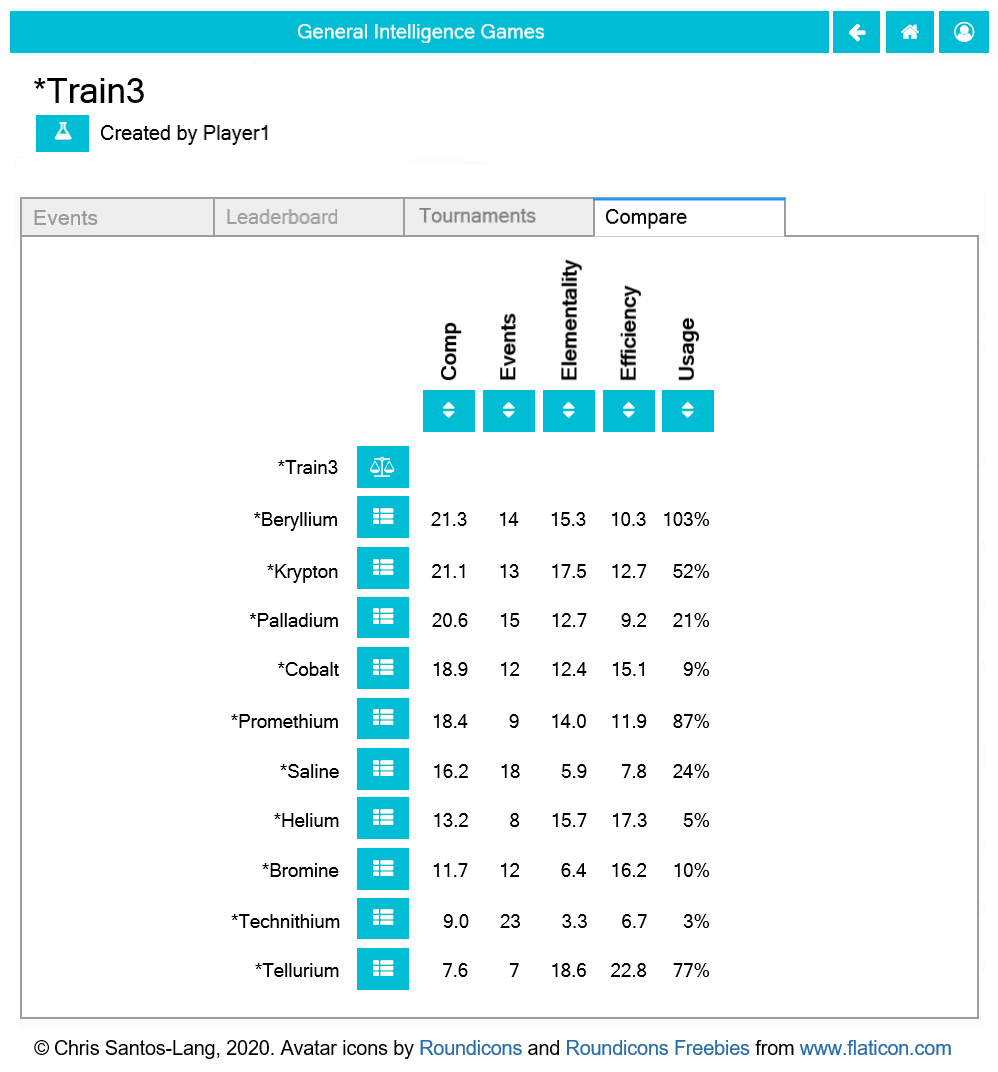 General Intelligence Games
*Train3
Created by Player1
Events Leaderboard Tournaments Compare
Comp Events Elementality Efficiency Usage
*Train3
*Beryllium 21.3 14 15.3 10.3 103%
*Krypton 21.1 13 17.5 12.7 52%
*Palladium 20.6 15 12.7 9.2 21%
*Cobalt 18.9 12 12.4 15.1 9%
*Promethium 18.4 9 14.0 11.9 87%
*Saline 16.2 18 5.9 7.8 24%
*Helium 13.2 8 15.7 17.3 5%
*Bromine 11.7 12 6.4 16.2 10%
*Technithium 9.0 23 3.3 6.7 3%
*Tellurium 7.6 7 18.6 22.8 77%
© Chris Santos-Lang, 2020. Avatar icons by Roundicons and Roundicons Freebies from www.flaticon.com